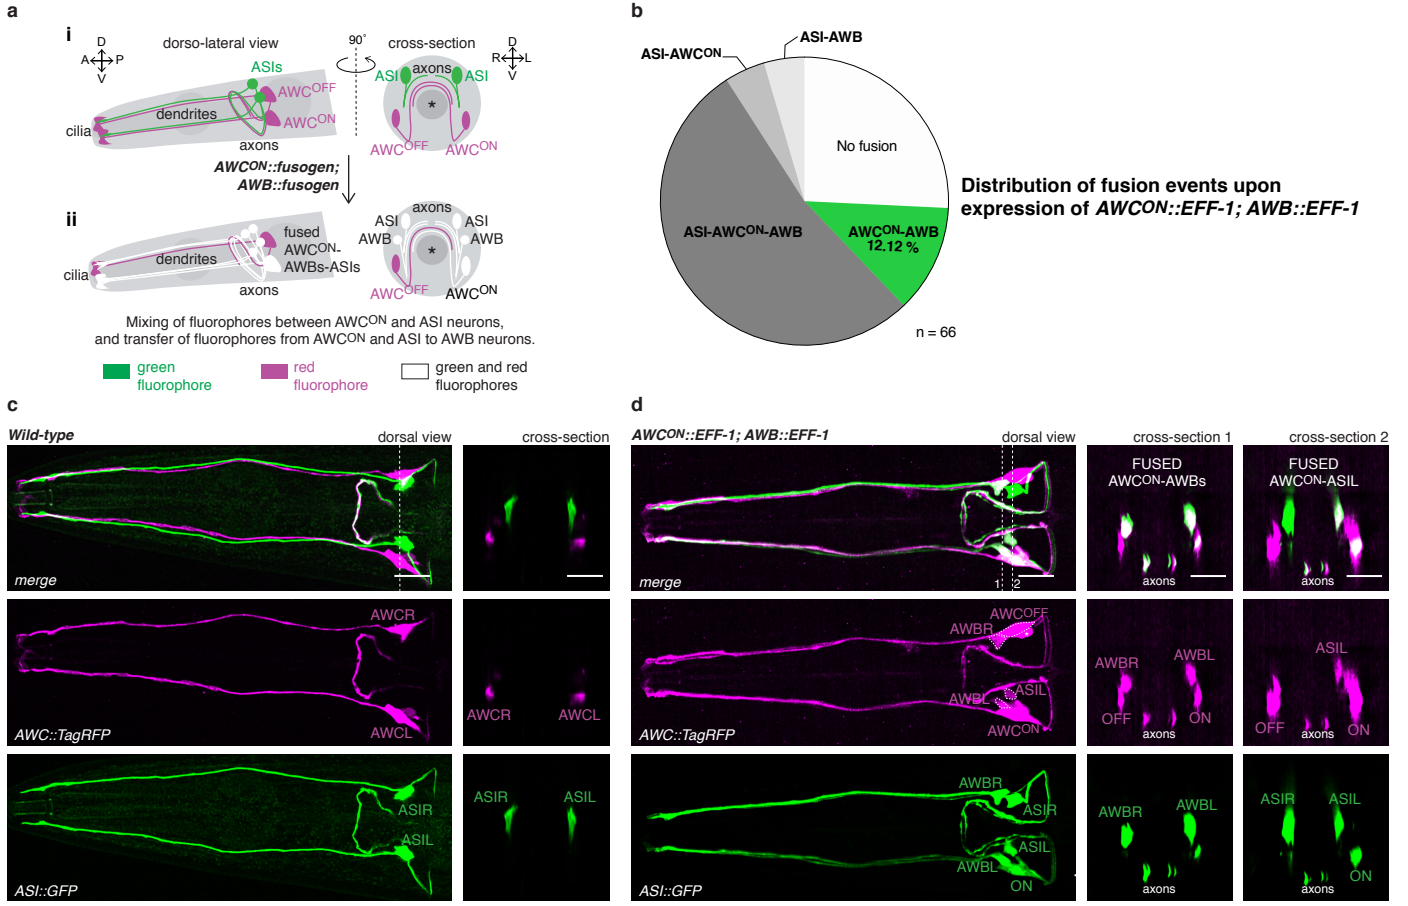 a
i
dorso-lateral view
90°
cross-section
D
A P
V
D
R L
V
ASIs
AWCOFF
AWCON
dendrites
cilia
axons
axons
ASI ASI
*
AWCOFF AWCON
AWCON::fusogen;
AWB::fusogen
ii
fused
AWCON-
AWBs-ASIs
dendrites
cilia
axons
axons
ASI ASI
AWB AWB
*
AWCOFF AWCON
Mixing of fluorophores between AWCON and ASI neurons,
and transfer of fluorophores from AWCON and ASI to AWB neurons.
green
fluorophore
red
fluorophore
green and red
fluorophores
b
ASI-AWB
ASI-AWCON
No fusion
ASI-AWCON-AWB
AWCON-AWB
12.12 %
n = 66
Distribution of fusion events upon
expression of AWCON::EFF-1; AWB::EFF-1
c
Wild-type
dorsal view
cross-section
merge
AWCR
AWCL
AWC::TagRFP
AWCR AWCL
ASIR
ASIL
ASI::GFP
ASIR ASIL
d
AWCON::EFF-1; AWB::EFF-1
dorsal view
cross-section 1
cross-section 2
merge
1 2
FUSED
AWCON-AWBs
axons
FUSED
AWCON-ASIL
axons
AWCOFF
AWBR
AWBL
ASIL
AWCON
AWC::TagRFP
AWBR AWBL
OFF ON
axons
ASIL
OFF ON
axons
AWBR
ASIR
ASIL
AWBL
ON
ASI::GFP
AWBR AWBL
axons
ASIR ASIL
ON
axons